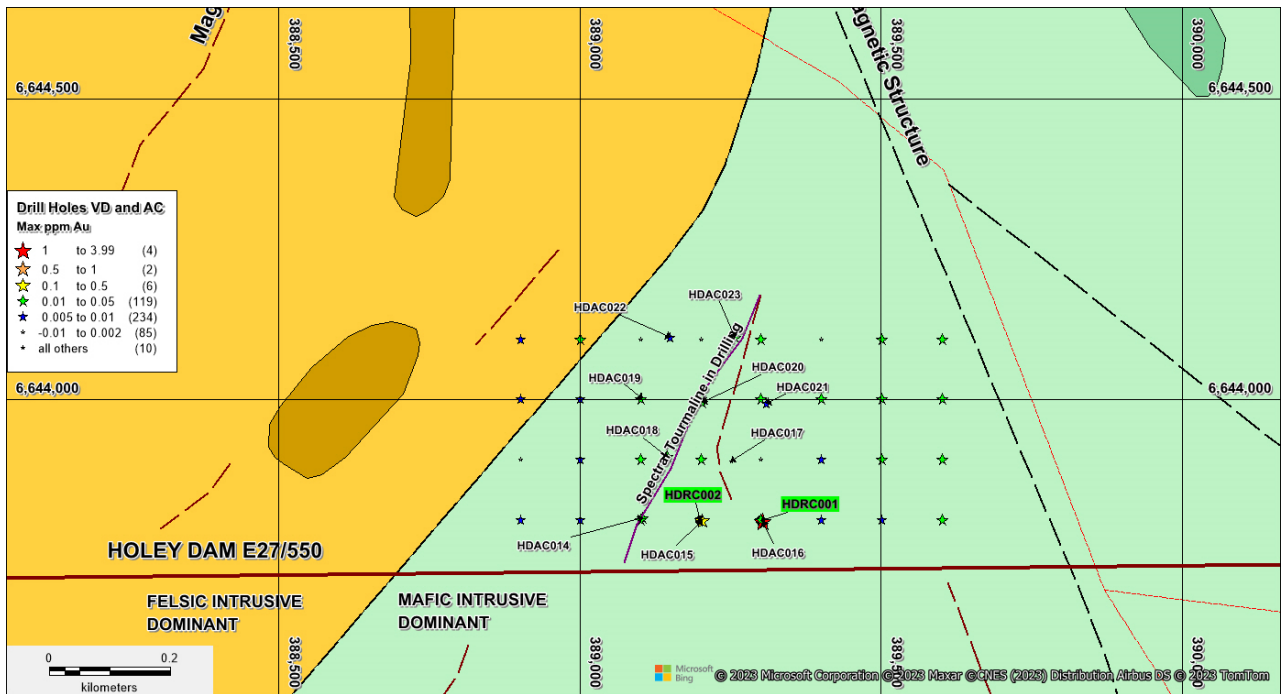 Mag
388,500
389,000
agnetic Structure
389,500
390,000
6,644,500
6,644,500
Drill Holes VD and AC
Max ppm Au
1 to 3.99 (4)
0.5 to 1 (2)
0.1 to 0.5 (6)
0.01 to 0.05 (119)
0.005 to 0.01 (234)
-0.01 to 0.002 (85)
all others (10)
HDAC022
HDAC023
Spectral Tourmaline in Drilling
HDAC020
HDAC019
HDAC021
6,644,000
6,644,000
HDAC018
HDAC017
HDRC002
HDRC001
HDAC014
HDAC015
HDAC016
HOLEY DAM E27/550
FELSIC INTRUSIVE
DOMINANT
MAFIC INTRUSIVE
DOMINANT
388,500
389,000
389,500
390,000
0 0.2
kilometers
Microsoft
Bing
© 2023 Microsoft Corporation © 2023 Maxar ©CNES (2023) Distribution Airbus DS © 2023 TomTom